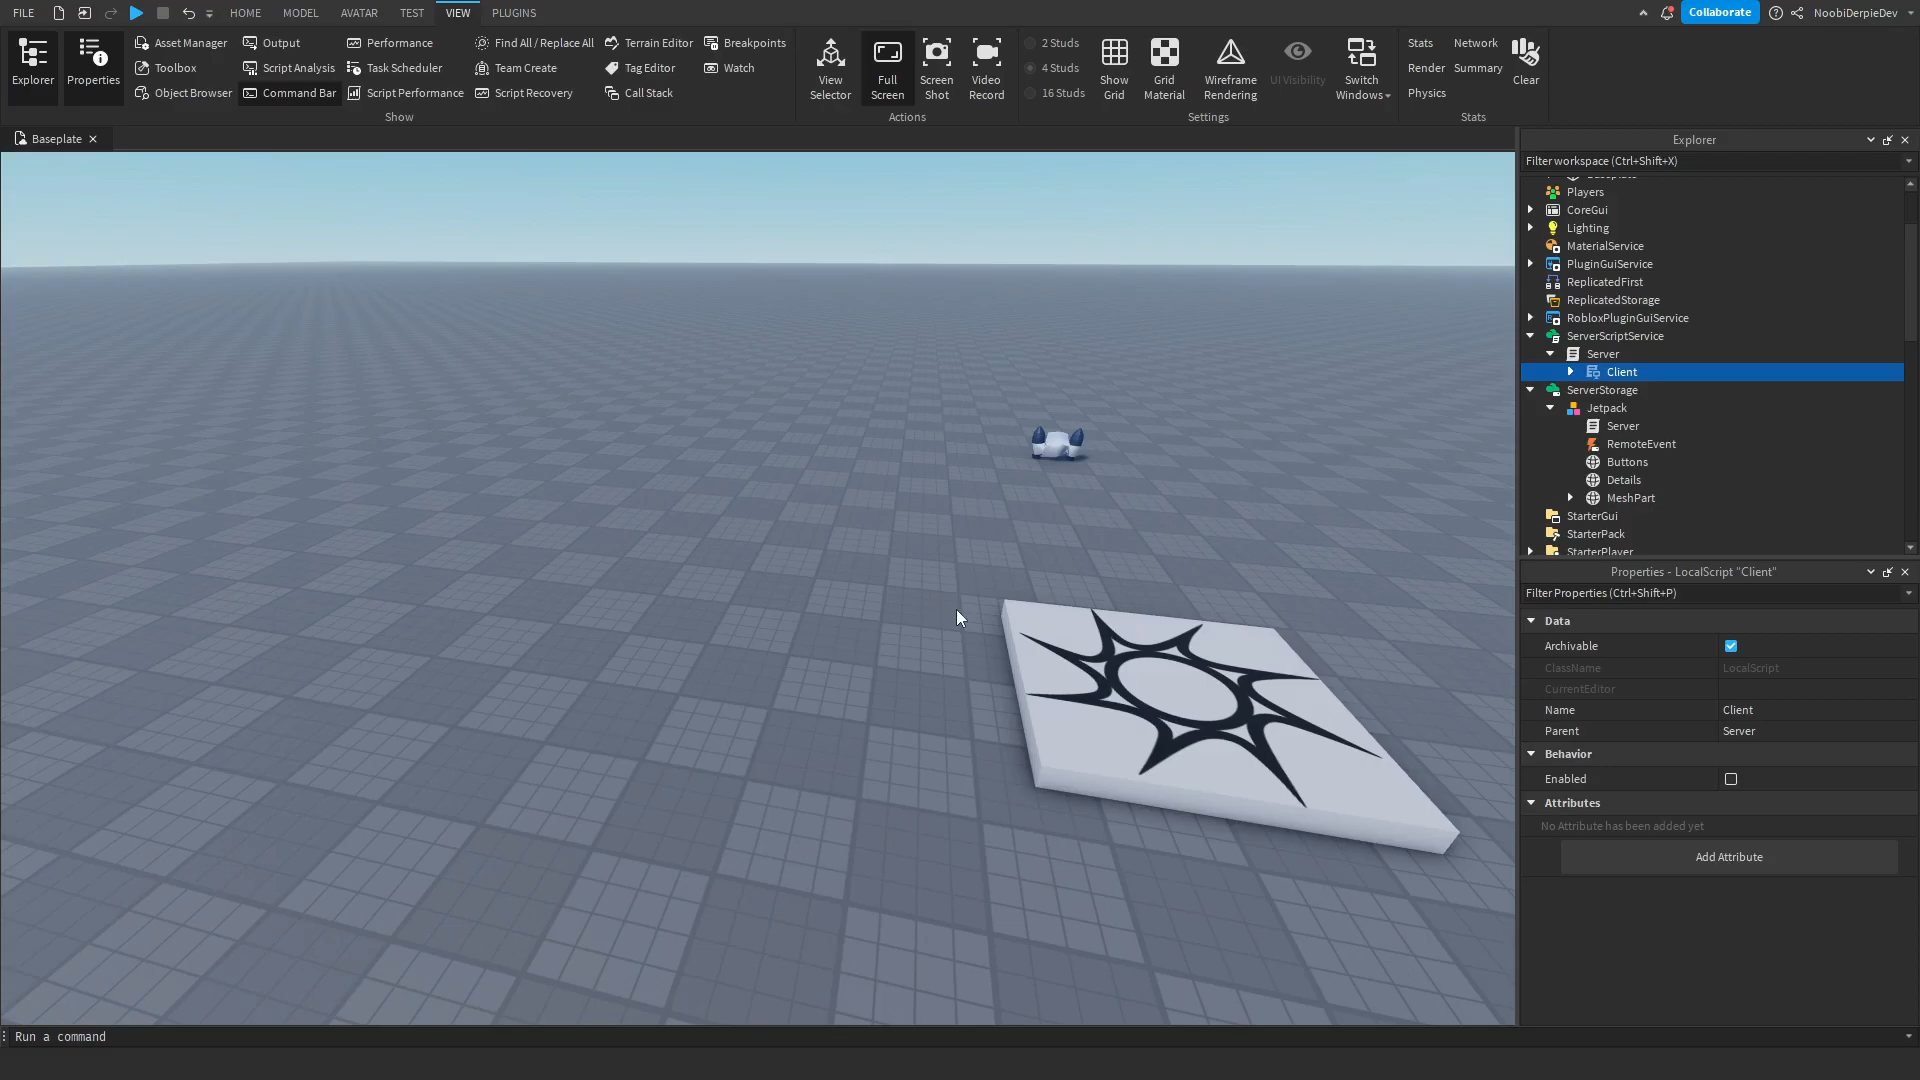 FILE HOME MODEL AVATAR TEST VIEW PLUGINS Collaborate NoobiDerpieDev
Explorer
Properties
Asset Manager
Toolbox
Object Browser
Output
Script Analysis
Command Bar
Performance
Task Scheduler
Script Performance
Find All / Replace All
Team Create
Script Recovery
Terrain Editor
Tag Editor
Call Stack
Breakpoints
Watch
Show
View
Selector
Full
Screen
Screen
Shot
Video
Record
Actions
2 Studs
4 Studs
16 Studs
Show
Grid
Grid
Material
Wireframe
Rendering
UI Visibility
Switch
Windows
Settings
Stats
Render
Physics
Network
Summary
Clear
Stats
Baseplate
Explorer
Filter workspace (Ctrl+Shift+X)
Baseplate
Players
CoreGui
Lighting
MaterialService
PluginGuiService
ReplicatedFirst
ReplicatedStorage
RobloxPluginGuiService
ServerScriptService
Server
Client
ServerStorage
Jetpack
Server
RemoteEvent
Buttons
Details
MeshPart
StarterGui
StarterPack
StarterPlayer
Properties - LocalScript "Client"
Filter Properties (Ctrl+Shift+P)
Data
Archivable
ClassName LocalScript
CurrentEditor
Name Client
Parent Server
Behavior
Enabled
Attributes
No Attribute has been added yet
Add Attribute
Run a command